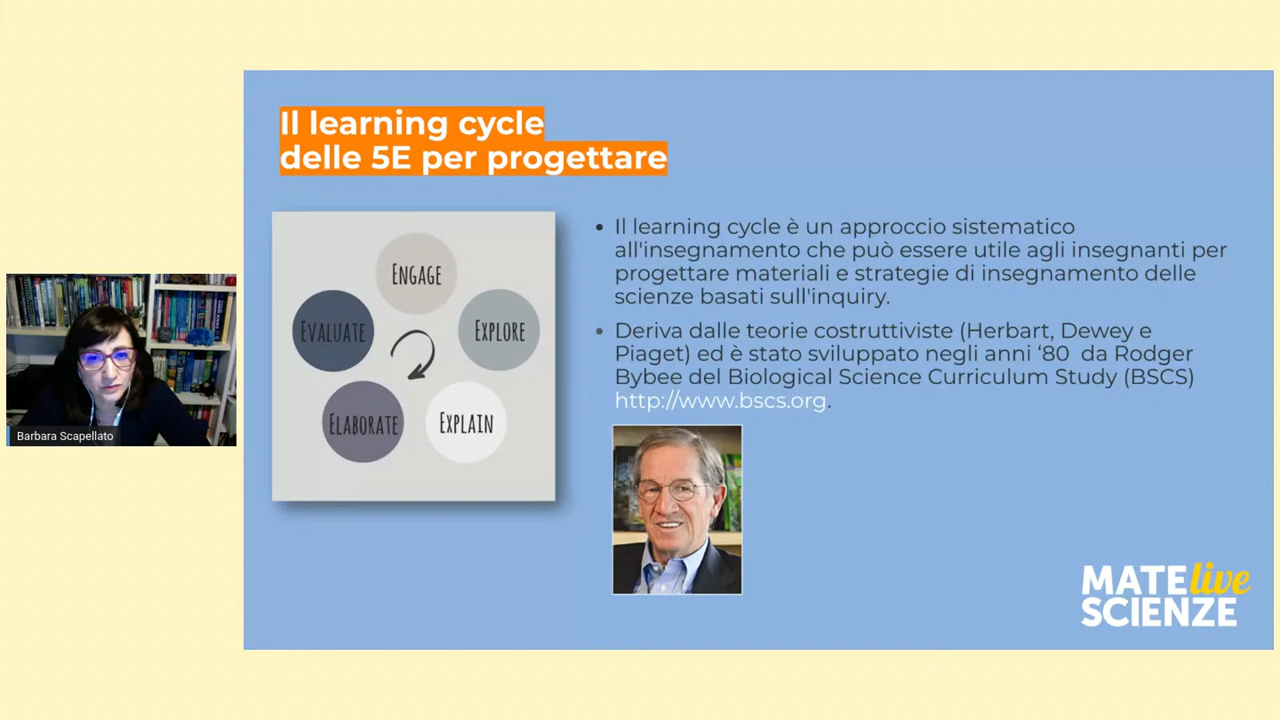 Il learning cycle
delle 5E per progettare
ENGAGE
EXPLORE
EXPLAIN
ELABORATE
EVALUATE
• Il learning cycle è un approccio sistematico
all'insegnamento che può essere utile agli insegnanti per
progettare materiali e strategie di insegnamento delle
scienze basati sull'inquiry.
• Deriva dalle teorie costruttiviste (Herbart, Dewey e
Piaget) ed è stato sviluppato negli anni ‘80 da Rodger
Bybee del Biological Science Curriculum Study (BSCS)
http://www.bscs.org.
Barbara Scapellato
MATE live
SCIENZE